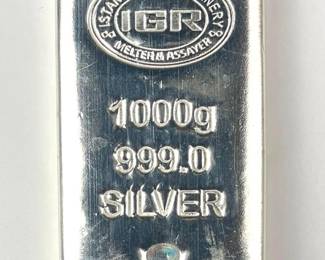 IGR
MELTER & ASSAYER
1000g
999.0
SILVER